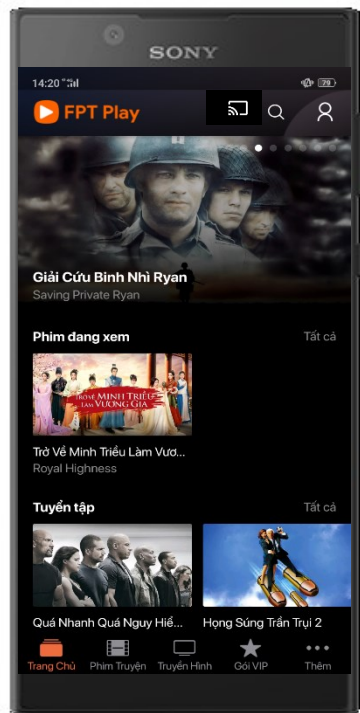 SONY
14:20
79
FPT Play
Giải Cứu Binh Nhì Ryan
Saving Private Ryan
Phim đang xem
Tất cả
TRỞ VỀ MINH TRIỀU
LÀM VƯƠNG GIA
Trở Về Minh Triều Làm Vươ...
Royal Highness
Tuyển tập
Tất cả
Quá Nhanh Quá Nguy Hiể...
Họng Súng Trần Trụi 2
Trang Chủ
Phim Truyện
Truyền Hình
Gói VIP
Thêm